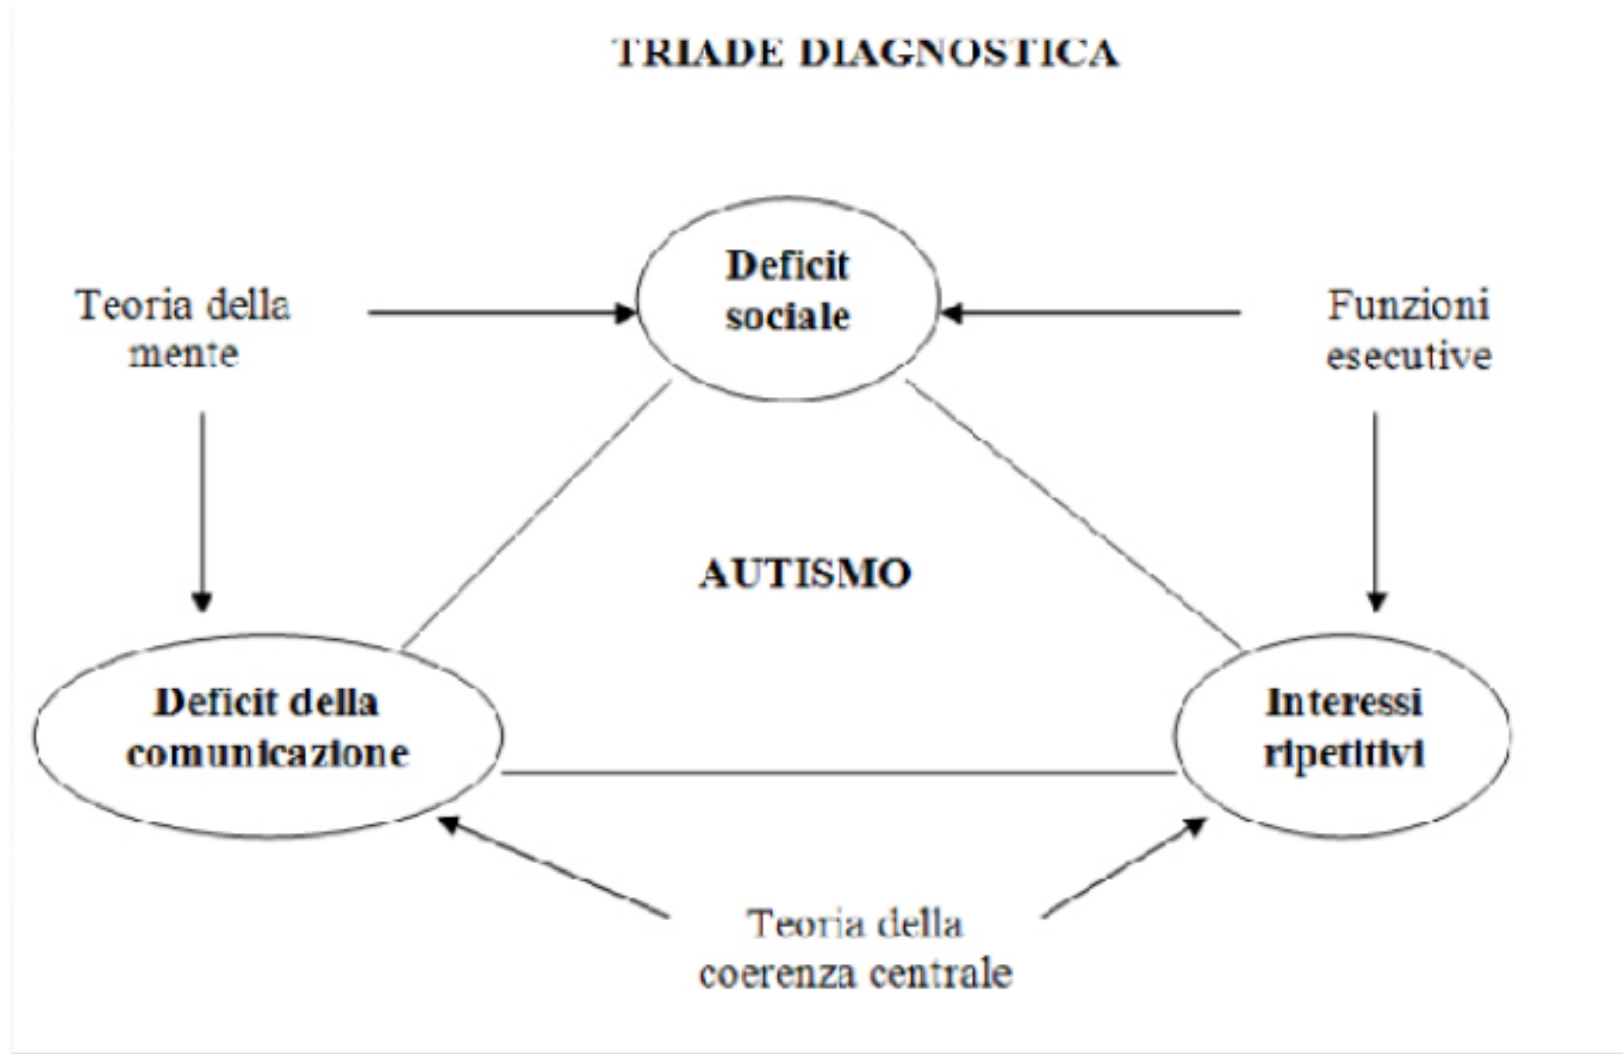 TRIADE DIAGNOSTICA
Deficit
sociale
Teoria della
mente
Funzioni
esecutive
AUTISMO
Deficit della
comunicazione
Interessi
ripetitivi
Teoria della
coerenza centrale